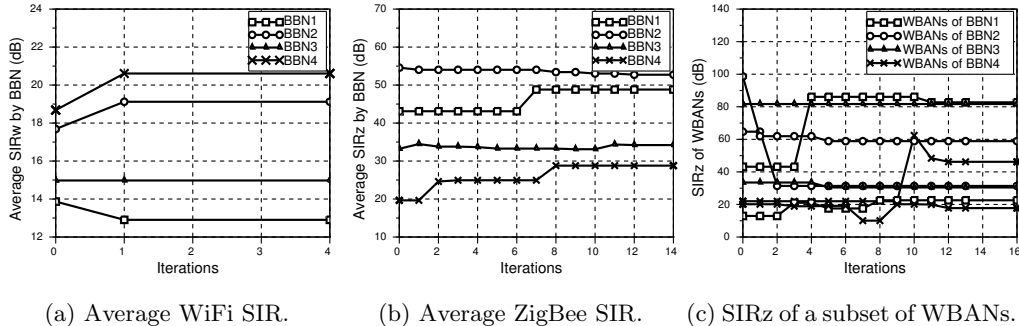 24
22
20
18
16
14
12
0
1
2
3
4
Average SIRw by BBN (dB)
Iterations
BBN1
BBN2
BBN3
BBN4
70
60
50
40
30
20
10
0
2
4
6
8
10
12
14
Average SIRz by BBN (dB)
Iterations
BBN1
BBN2
BBN3
BBN4
140
120
100
80
60
40
20
0
0
2
4
6
8
10
12
14
16
SIRz of WBANs (dB)
Iterations
WBANs of BBN1
WBANs of BBN2
WBANs of BBN3
WBANs of BBN4
(a) Average WiFi SIR.
(b) Average ZigBee SIR.
(c) SIRz of a subset of WBANs.